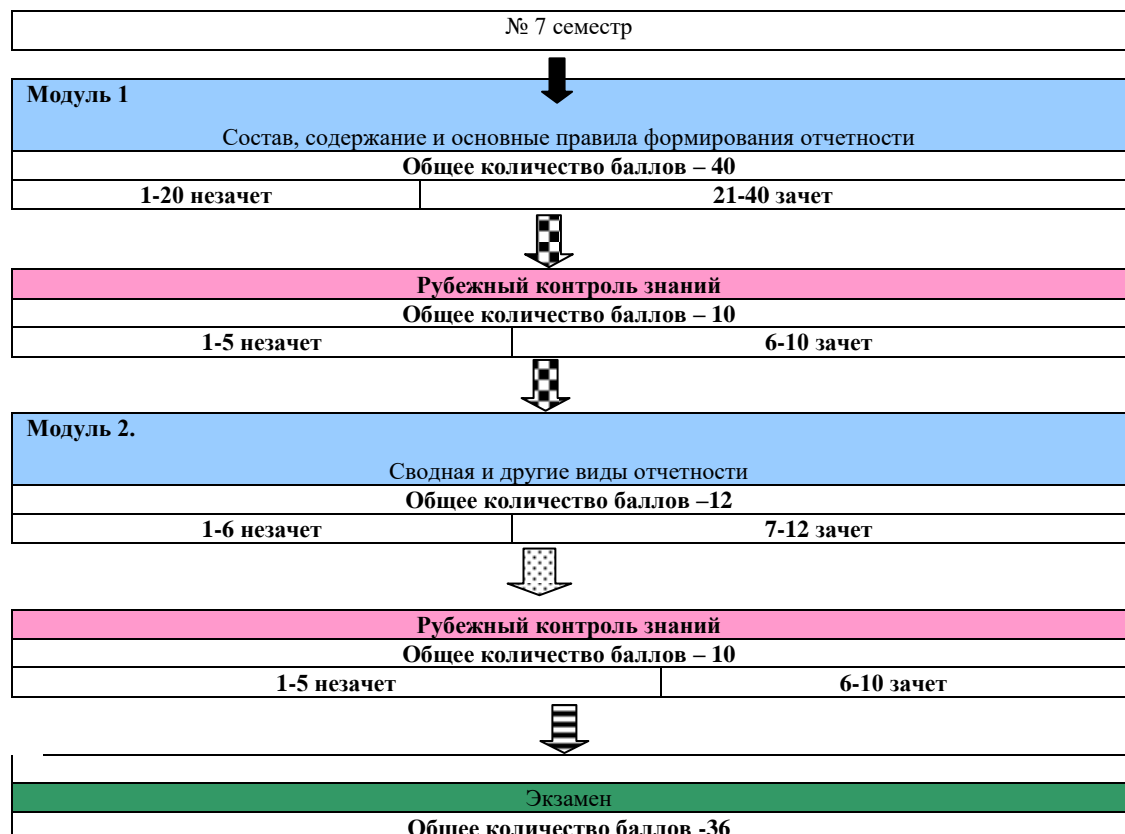 № 7 семестр
Модуль 1
Состав, содержание и основные правила формирования отчетности
Общее количество баллов – 40
1-20 незачет 21-40 зачет
Рубежный контроль знаний
Общее количество баллов – 10
1-5 незачет 6-10 зачет
Модуль 2.
Сводная и другие виды отчетности
Общее количество баллов –12
1-6 незачет 7-12 зачет
Рубежный контроль знаний
Общее количество баллов – 10
1-5 незачет 6-10 зачет
Экзамен
Общее количество баллов -36